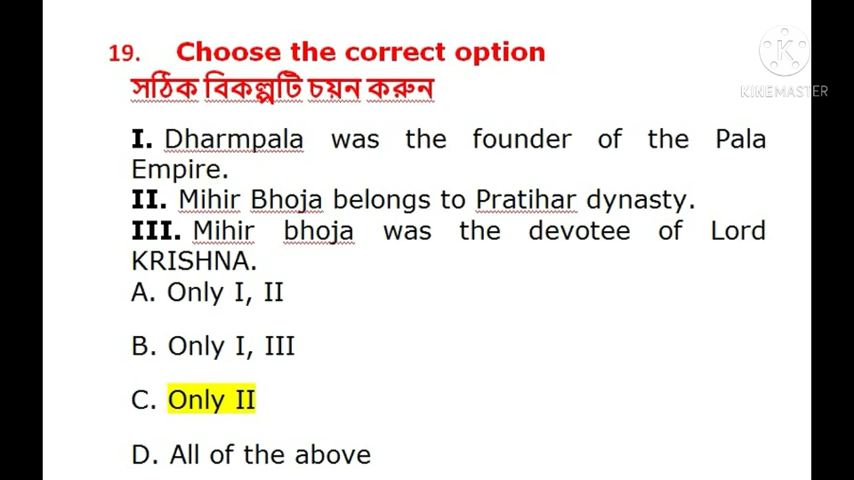 19. Choose the correct option
সঠিক বিকল্পটি চয়ন করুন
K
KINEMASTER
I. Dharmpala was the founder of the Pala
Empire.
II. Mihir Bhoja belongs to Pratihar dynasty.
III. Mihir bhoja was the devotee of Lord
KRISHNA.
A. Only I, II
B. Only I, III
C. Only II
D. All of the above